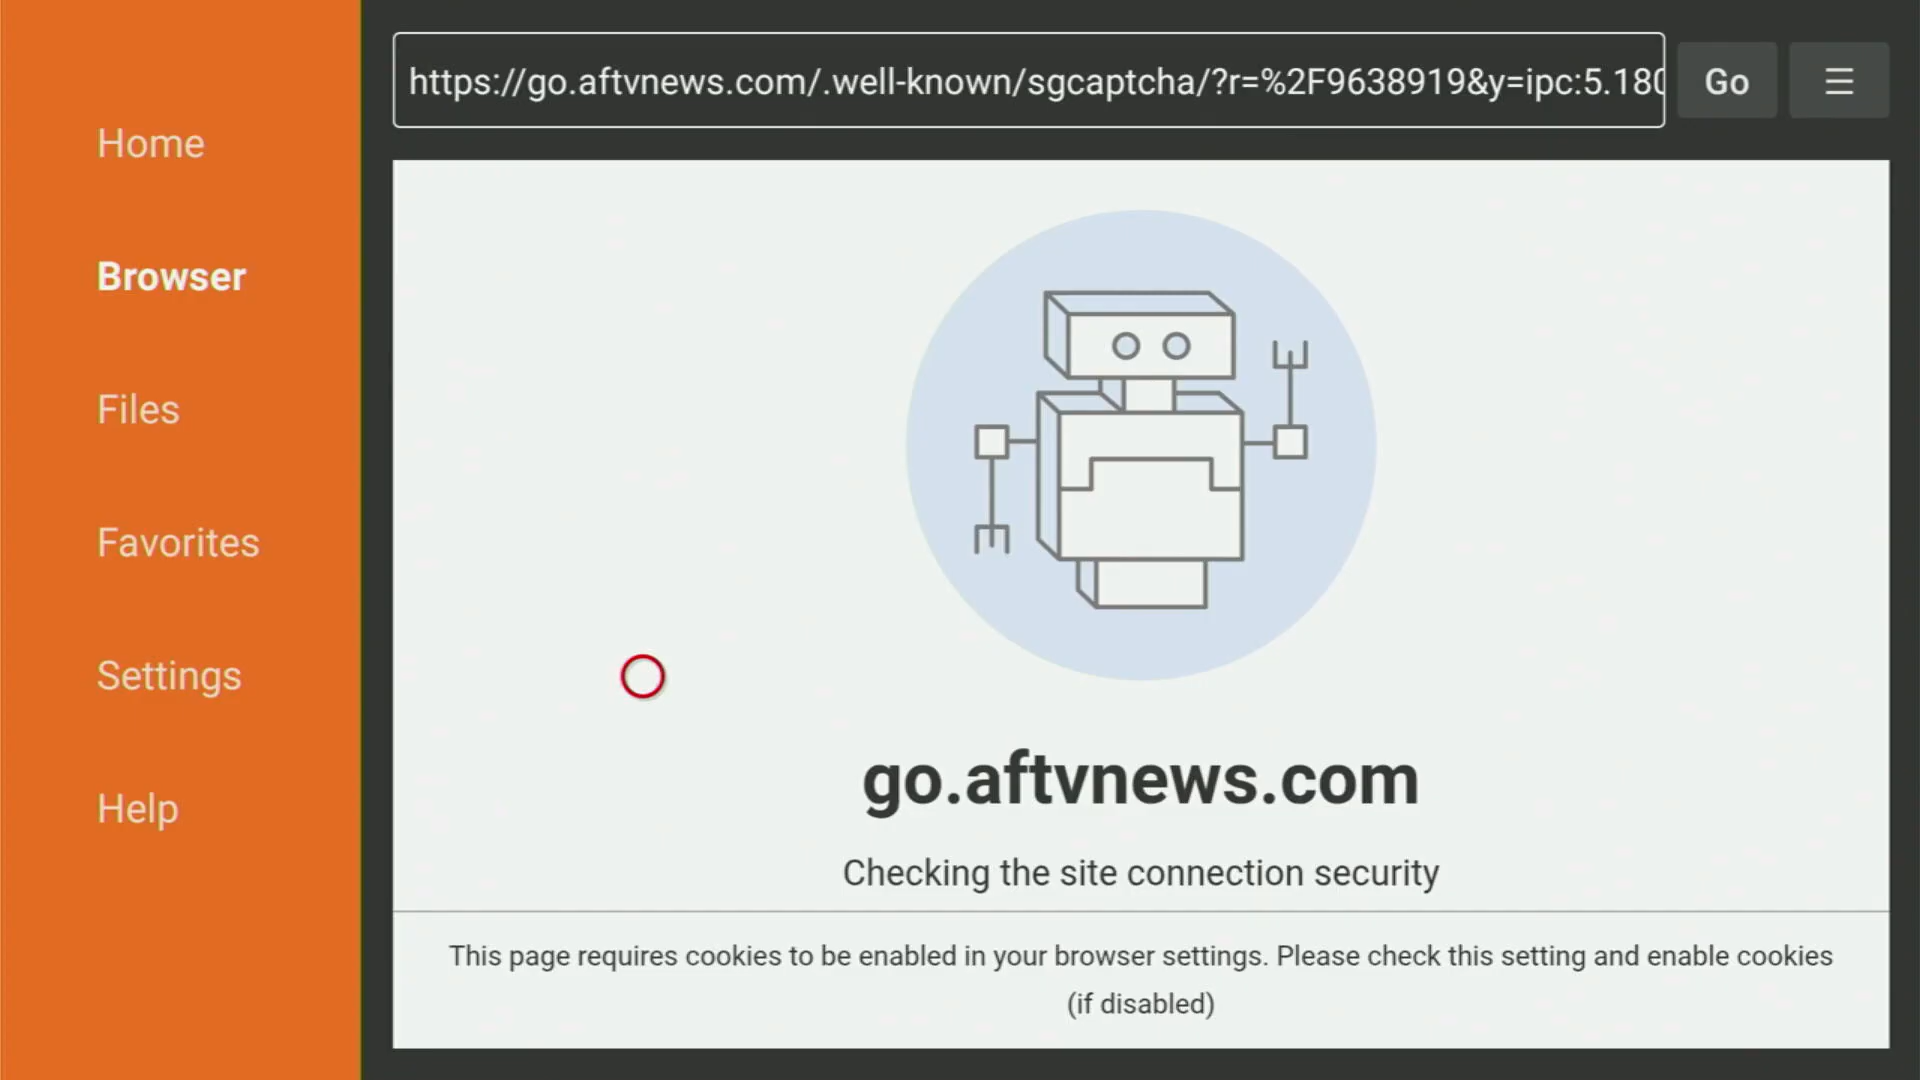 Home
Browser
Files
Favorites
Settings
Help
https://go.aftvnews.com/.well-known/sgcaptcha/?r=%2F9638919&y=ipc:5.180
Go
go.aftvnews.com
Checking the site connection security
This page requires cookies to be enabled in your browser settings. Please check this setting and enable cookies
(if disabled)